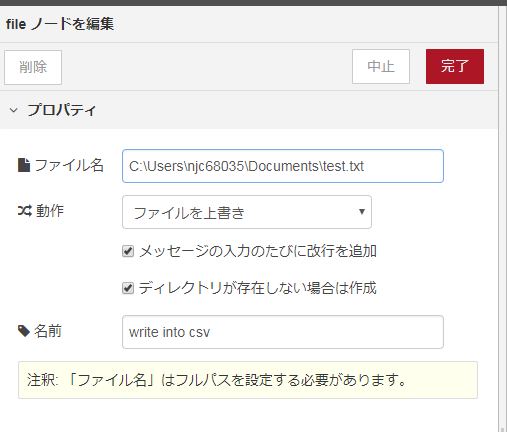 file ノードを編集
削除
中止
完了
プロパティ
ファイル名
C:\Users\njc68035\Documents\test.txt
動作
ファイルを上書き
メッセージの入力のたびに改行を追加
ディレクトリが存在しない場合は作成
名前
write into csv
注釈: 「ファイル名」はフルパスを設定する必要があります。